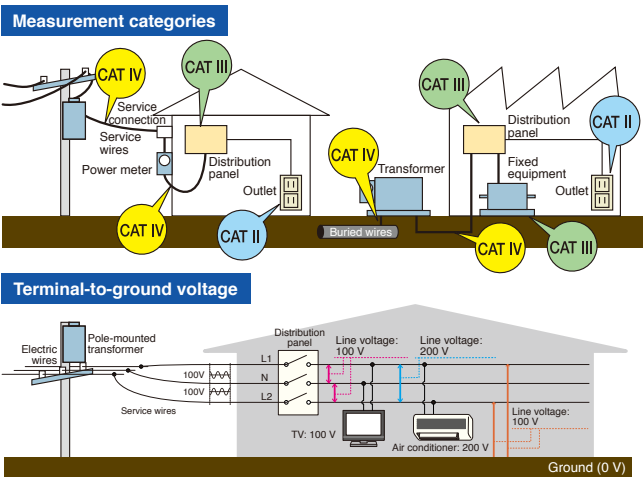 Measurement categories
CAT IV
CAT III
Service
connection
Service
wires
Power meter
Distribution
panel
Outlet
CAT IV
CAT II
CAT IV
Transformer
Buried wires
CAT IV
CAT III
Distribution
panel
CAT II
Fixed
equipment
Outlet
CAT III
Terminal-to-ground voltage
Pole-mounted
transformer
Electric
wires
Service wires
100V
100V
Distribution
panel
L1
N
L2
Line voltage:
100 V
Line voltage:
200 V
TV: 100 V
Air conditioner: 200 V
Line voltage:
100 V
Ground (0 V)